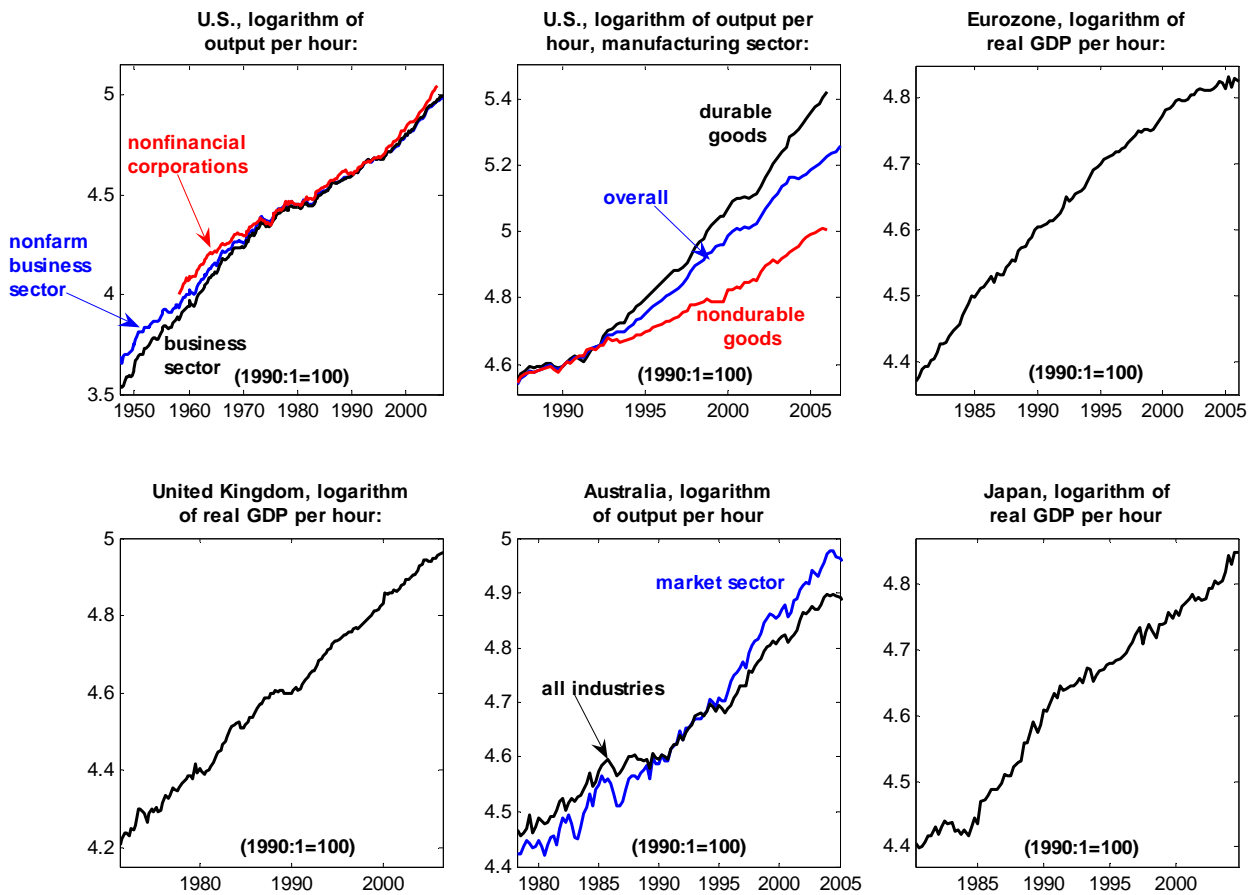 U.S., logarithm of
output per hour:
5
4.5
4
3.5
nonfinancial
corporations
nonfarm
business
sector
business
sector
(1990:1=100)
1950 1960 1970 1980 1990 2000
U.S., logarithm of output per
hour, manufacturing sector:
5.4
5.2
5
4.8
4.6
durable
goods
overall
nondurable
goods
(1990:1=100)
1990 1995 2000 2005
Eurozone, logarithm of
real GDP per hour:
4.8
4.7
4.6
4.5
4.4
(1990:1=100)
1985 1990 1995 2000 2005
United Kingdom, logarithm
of real GDP per hour:
5
4.8
4.6
4.4
4.2
(1990:1=100)
1980 1990 2000
Australia, logarithm
of output per hour
5
4.9
4.8
4.7
4.6
4.5
4.4
market sector
all industries
(1990:1=100)
1980 1985 1990 1995 2000 2005
Japan, logarithm of
real GDP per hour
4.8
4.7
4.6
4.5
4.4
(1990:1=100)
1985 1990 1995 2000